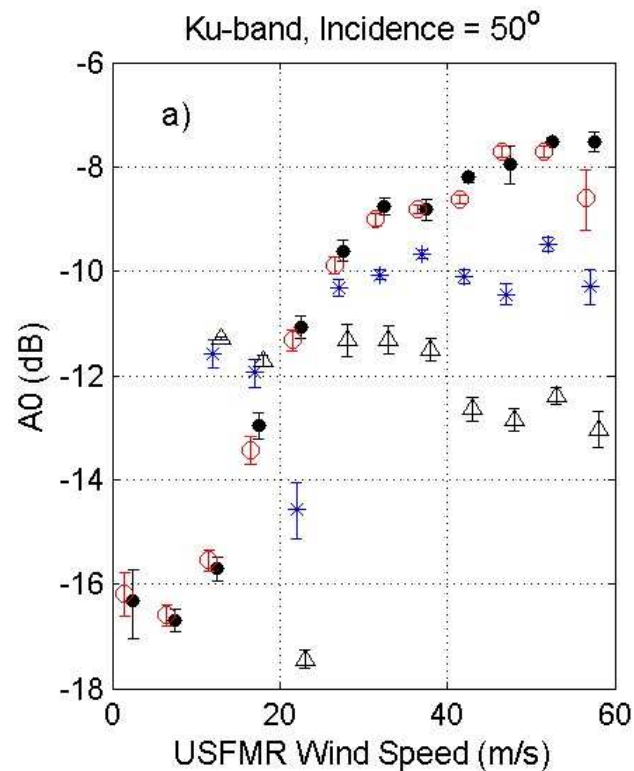 Ku-band, Incidence = 50°
a)
A0 (dB)
-6
-8
-10
-12
-14
-16
-18
0 20 40 60
USFMR Wind Speed (m/s)